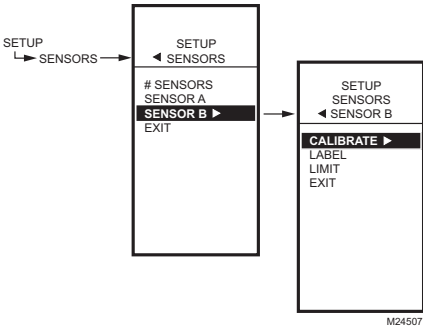 SETUP
SENSORS
SETUP
◄ SENSORS
# SENSORS
SENSOR A
SENSOR B ►
EXIT
SETUP
SENSORS
◄ SENSOR B
CALIBRATE ►
LABEL
LIMIT
EXIT
M24507